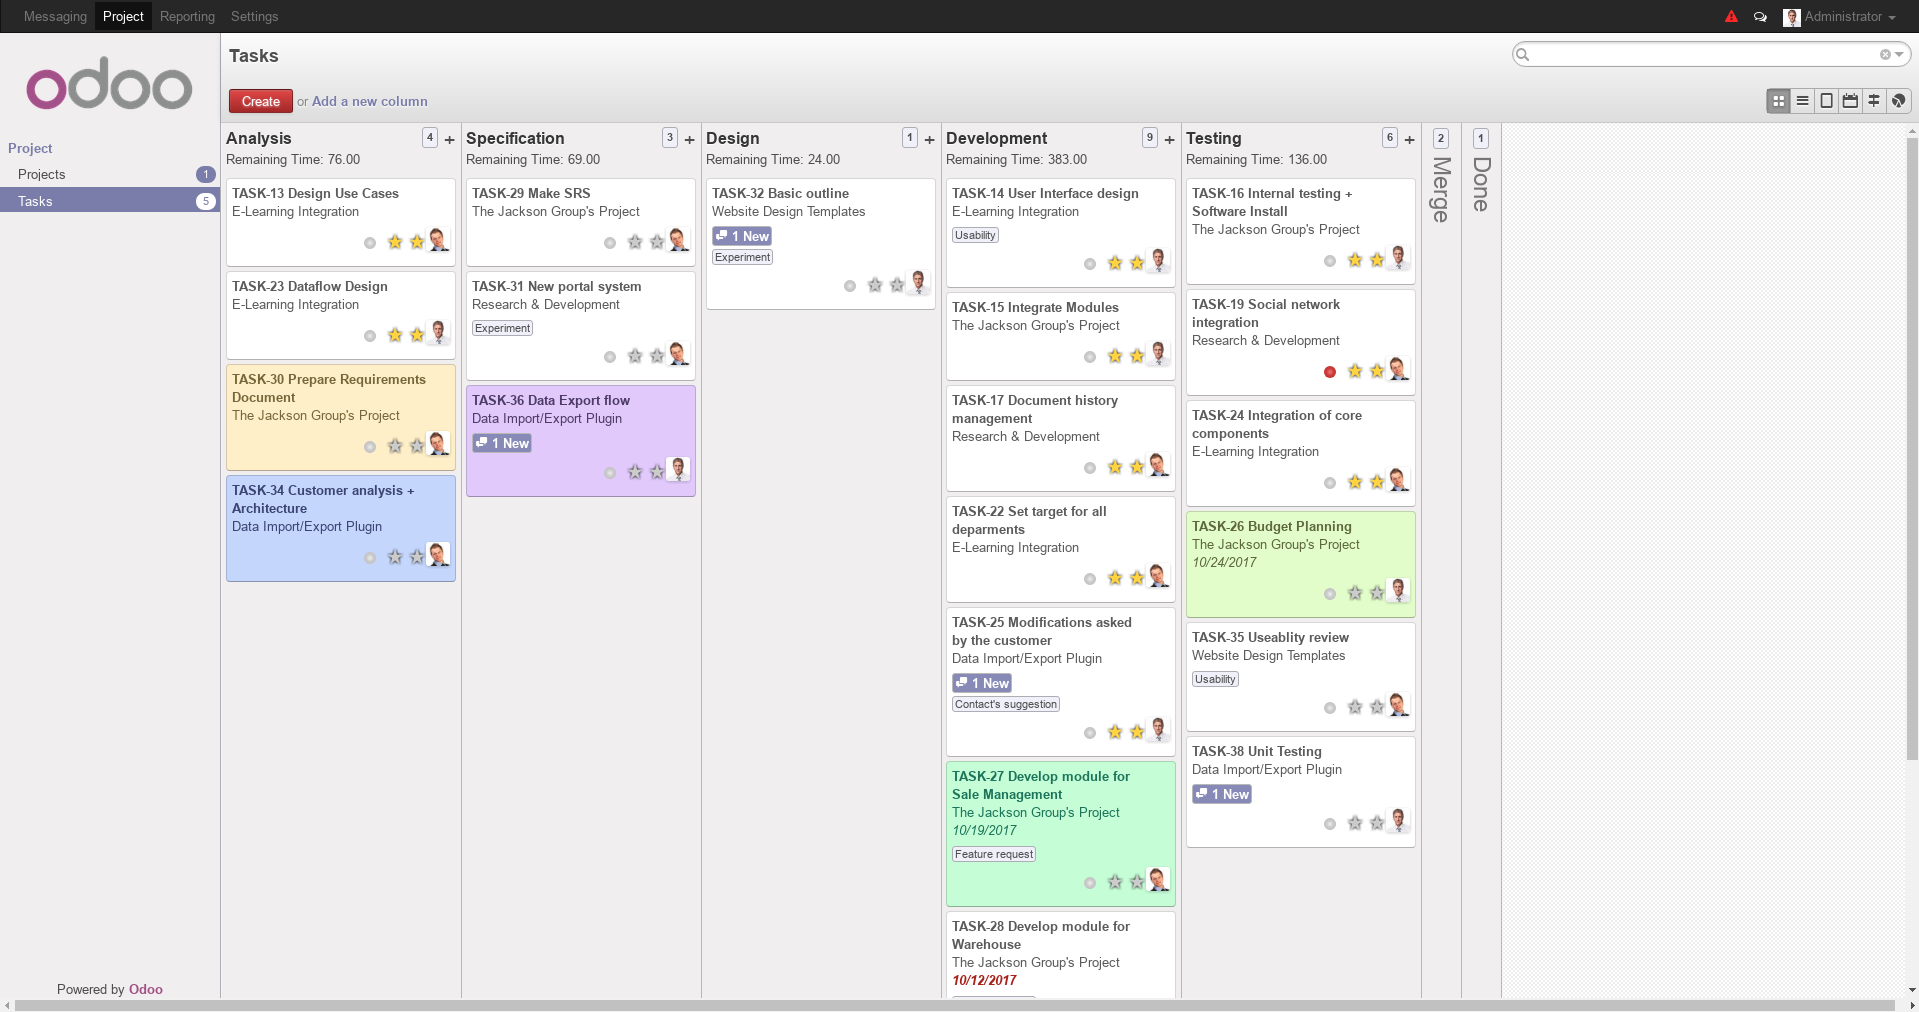 Messaging Project Reporting Settings
Administrator
odoo
Project
Projects 1
Tasks 5
Powered by Odoo
Tasks
Create or Add a new column
Analysis 4 +
Remaining Time: 76.00
TASK-13 Design Use Cases
E-Learning Integration
TASK-23 Dataflow Design
E-Learning Integration
TASK-30 Prepare Requirements
Document
The Jackson Group's Project
TASK-34 Customer analysis +
Architecture
Data Import/Export Plugin
Specification 3 +
Remaining Time: 69.00
TASK-29 Make SRS
The Jackson Group's Project
TASK-31 New portal system
Research & Development
Experiment
TASK-36 Data Export flow
Data Import/Export Plugin
1 New
Design 1 +
Remaining Time: 24.00
TASK-32 Basic outline
Website Design Templates
1 New
Experiment
Development 9 +
Remaining Time: 383.00
TASK-14 User Interface design
E-Learning Integration
Usability
TASK-15 Integrate Modules
The Jackson Group's Project
TASK-17 Document history
management
Research & Development
TASK-22 Set target for all
deparments
E-Learning Integration
TASK-25 Modifications asked
by the customer
Data Import/Export Plugin
1 New
Contact's suggestion
TASK-27 Develop module for
Sale Management
The Jackson Group's Project
10/19/2017
Feature request
TASK-28 Develop module for
Warehouse
The Jackson Group's Project
10/12/2017
Testing 6 +
Remaining Time: 136.00
TASK-16 Internal testing +
Software Install
The Jackson Group's Project
TASK-19 Social network
integration
Research & Development
TASK-24 Integration of core
components
E-Learning Integration
TASK-26 Budget Planning
The Jackson Group's Project
10/24/2017
TASK-35 Useablity review
Website Design Templates
Usability
TASK-38 Unit Testing
Data Import/Export Plugin
1 New
2
Merge
1
Done